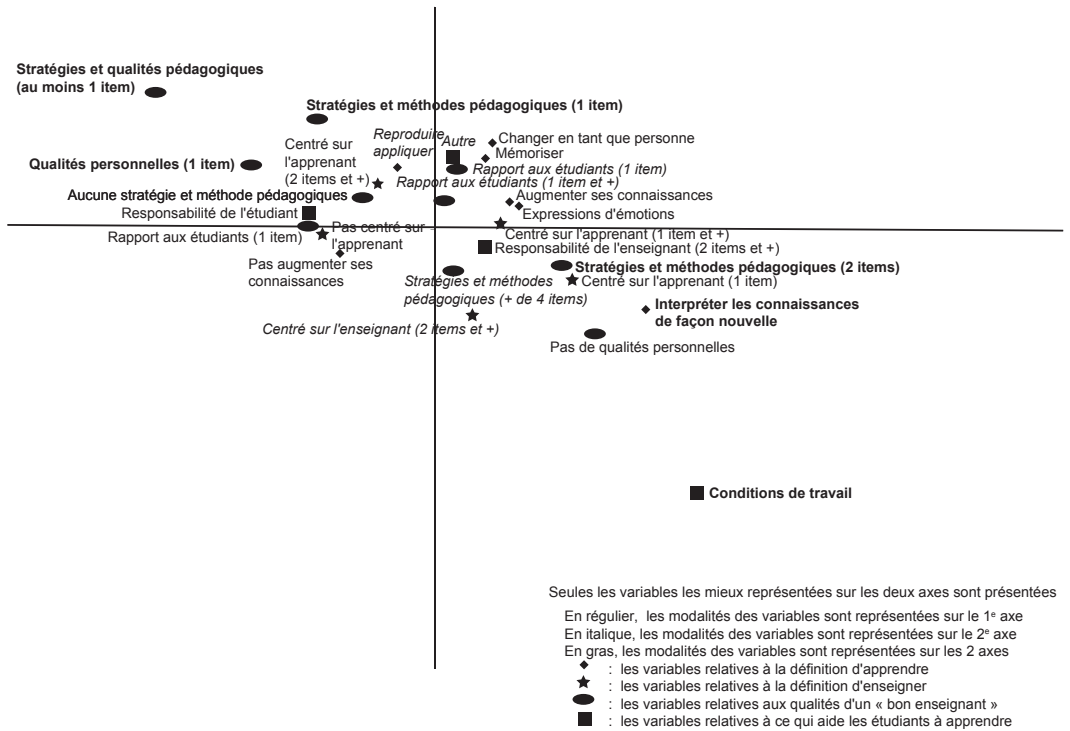 Stratégies et qualités pédagogiques
(au moins 1 item)
Stratégies et méthodes pédagogiques (1 item)
Qualités personnelles (1 item)
Centré sur
l'apprenant
(2 items et +)
Reproduire
appliquer
Autre
Changer en tant que personne
Mémoriser
Rapport aux étudiants (1 item)
Rapport aux étudiants (1 item et +)
Aucune stratégie et méthode pédagogiques
Augmenter ses connaissances
Responsabilité de l'étudiant
Expressions d'émotions
Rapport aux étudiants (1 item)
Pas centré sur
l'apprenant
Centré sur l'apprenant (1 item et +)
Responsabilité de l'enseignant (2 items et +)
Pas augmenter ses
connaissances
Stratégies et méthodes pédagogiques (2 items)
Stratégies et méthodes
pédagogiques (+ de 4 items)
Centré sur l'apprenant (1 item)
Interpréter les connaissances
de façon nouvelle
Centré sur l'enseignant (2 items et +)
Pas de qualités personnelles
Conditions de travail
Seules les variables les mieux représentées sur les deux axes sont présentées
En régulier, les modalités des variables sont représentées sur le 1e axe
En italique, les modalités des variables sont représentées sur le 2e axe
En gras, les modalités des variables sont représentées sur les 2 axes
: les variables relatives à la définition d'apprendre
: les variables relatives à la définition d'enseigner
: les variables relatives aux qualités d'un « bon enseignant »
: les variables relatives à ce qui aide les étudiants à apprendre